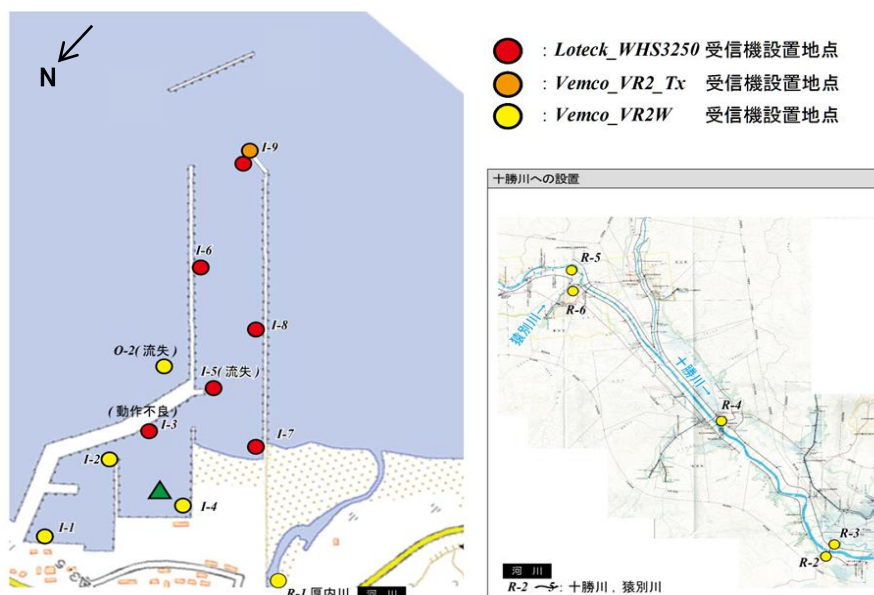 N
: Loteck_WHS3250 受信機設置地点
: Vemco_VR2_Tx 受信機設置地点
: Vemco_VR2W 受信機設置地点
I-9
I-6
I-8
O-2(流失)
I-5(流失)
(動作不良)
I-3
I-7
I-2
I-4
I-1
R-1 厚内川
河 川
十勝川への設置
R-5
R-6
猿別川→
十勝川→
R-4
R-3
R-2
河 川
R-2 ~5: 十勝川 , 猿別川